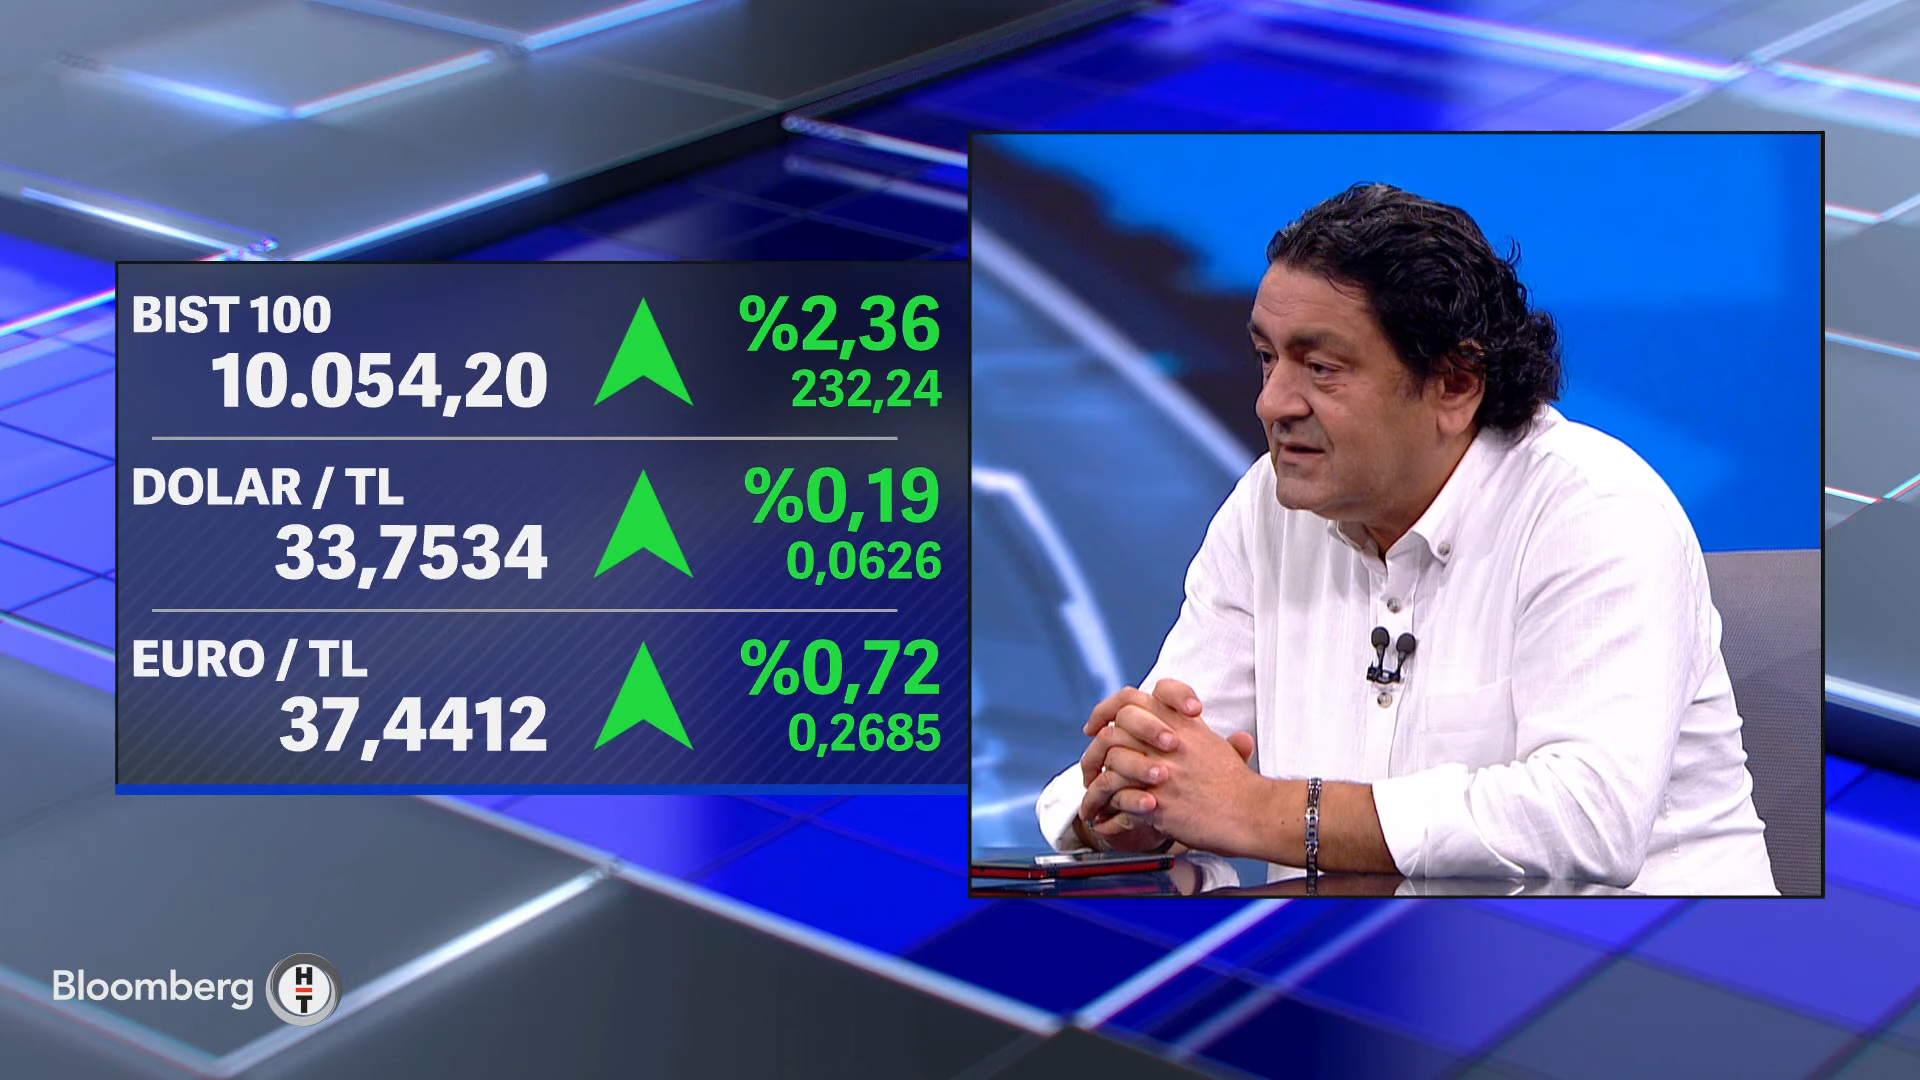 BIST 100
10.054,20
%2,36
232,24
DOLAR / TL
33,7534
%0,19
0,0626
EURO / TL
37,4412
%0,72
0,2685
Bloomberg HT